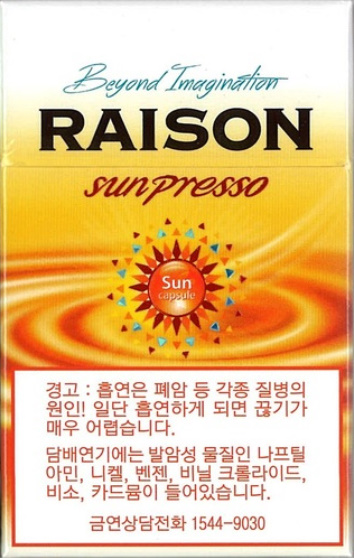 Beyond Imagination
RAISON
sunpresso
Sun
capsule
경고 : 흡연은 폐암 등 각종 질병의
원인!! 일단 흡연하게 되면 끊기가
매우 어렵습니다.
담배연기에는 발암성 물질인 나프틸
아민, 니켈, 벤젠, 비닐 크롤라이드,
비소, 카드뮴이 들어있습니다.
금연상담전화 1544-9030